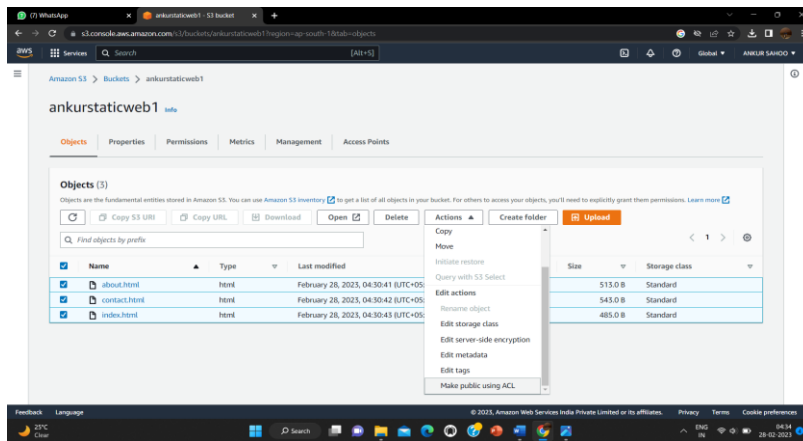 (7) WhatsApp
ankurstaticweb1 - S3 bucket
s3.console.aws.amazon.com/s3/buckets/ankurstaticweb1?region=ap-south-1&tab=objects
aws
Services
Search
[Alt+S]
Global
ANKUR SAHOO
Amazon S3 > Buckets > ankurstaticweb1
ankurstaticweb1 Info
Objects Properties Permissions Metrics Management Access Points
Objects (3)
Objects are the fundamental entities stored in Amazon S3. You can use Amazon S3 inventory to get a list of all objects in your bucket. For others to access your objects, you'll need to explicitly grant them permissions. Learn more
Copy S3 URI Copy URL Download Open Delete Actions Create folder Upload
Find objects by prefix
< 1 >
Copy
Move
Initiate restore
Query with S3 Select
Edit actions
Rename object
Edit storage class
Edit server-side encryption
Edit metadata
Edit tags
Make public using ACL
Name Type Last modified Size Storage class
about.html html February 28, 2023, 04:30:41 (UTC+05: 513.0 B Standard
contact.html html February 28, 2023, 04:30:42 (UTC+05: 543.0 B Standard
index.html html February 28, 2023, 04:30:43 (UTC+05: 485.0 B Standard
Feedback Language © 2023, Amazon Web Services India Private Limited or its affiliates. Privacy Terms Cookie preferences
25°C
Clear
Search
ENG
IN
04:34
28-02-2023